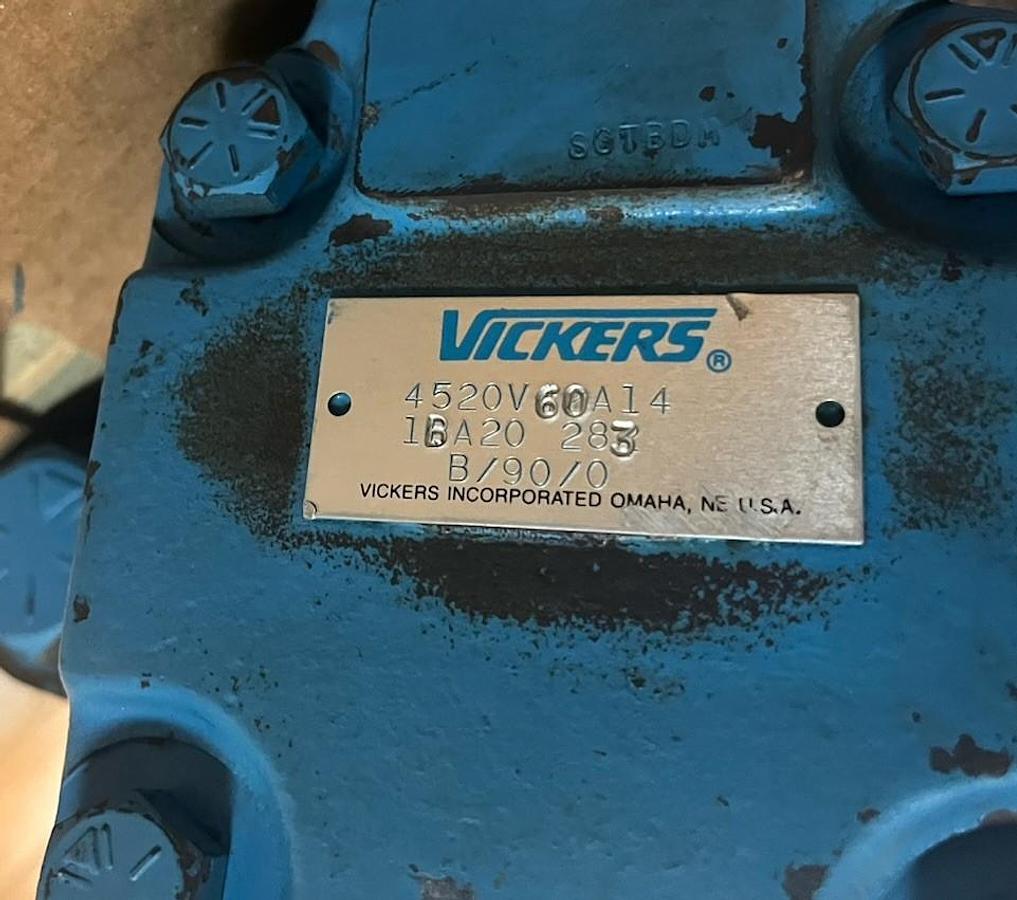 SGTBDM
VICKERS®
4520V60A14
1BA20 283
B/90/0
VICKERS INCORPORATED OMAHA, NE U.S.A.